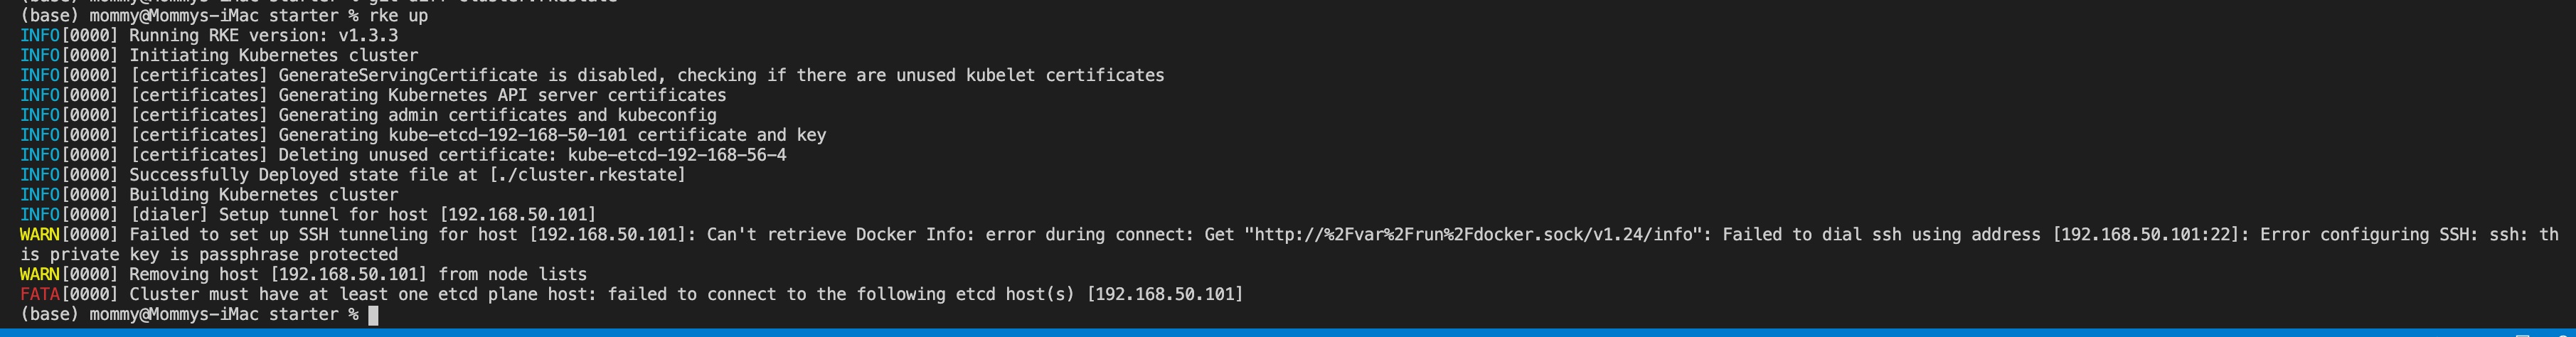 (base) mommy@Mommys-iMac starter % rke up
INFO[0000] Running RKE version: v1.3.3
INFO[0000] Initiating Kubernetes cluster
INFO[0000] [certificates] GenerateServingCertificate is disabled, checking if there are unused kubelet certificates
INFO[0000] [certificates] Generating Kubernetes API server certificates
INFO[0000] [certificates] Generating admin certificates and kubeconfig
INFO[0000] [certificates] Generating kube-etcd-192-168-50-101 certificate and key
INFO[0000] [certificates] Deleting unused certificate: kube-etcd-192-168-56-4
INFO[0000] Successfully Deployed state file at [./cluster.rkestate]
INFO[0000] Building Kubernetes cluster
INFO[0000] [dialer] Setup tunnel for host [192.168.50.101]
WARN[0000] Failed to set up SSH tunneling for host [192.168.50.101]: Can't retrieve Docker Info: error during connect: Get "http://%2Fvar%2Frun%2Fdocker.sock/v1.24/info": Failed to dial ssh using address [192.168.50.101:22]: Error configuring SSH: ssh: th
is private key is passphrase protected
WARN[0000] Removing host [192.168.50.101] from node lists
FATA[0000] Cluster must have at least one etcd plane host: failed to connect to the following etcd host(s) [192.168.50.101]
(base) mommy@Mommys-iMac starter %